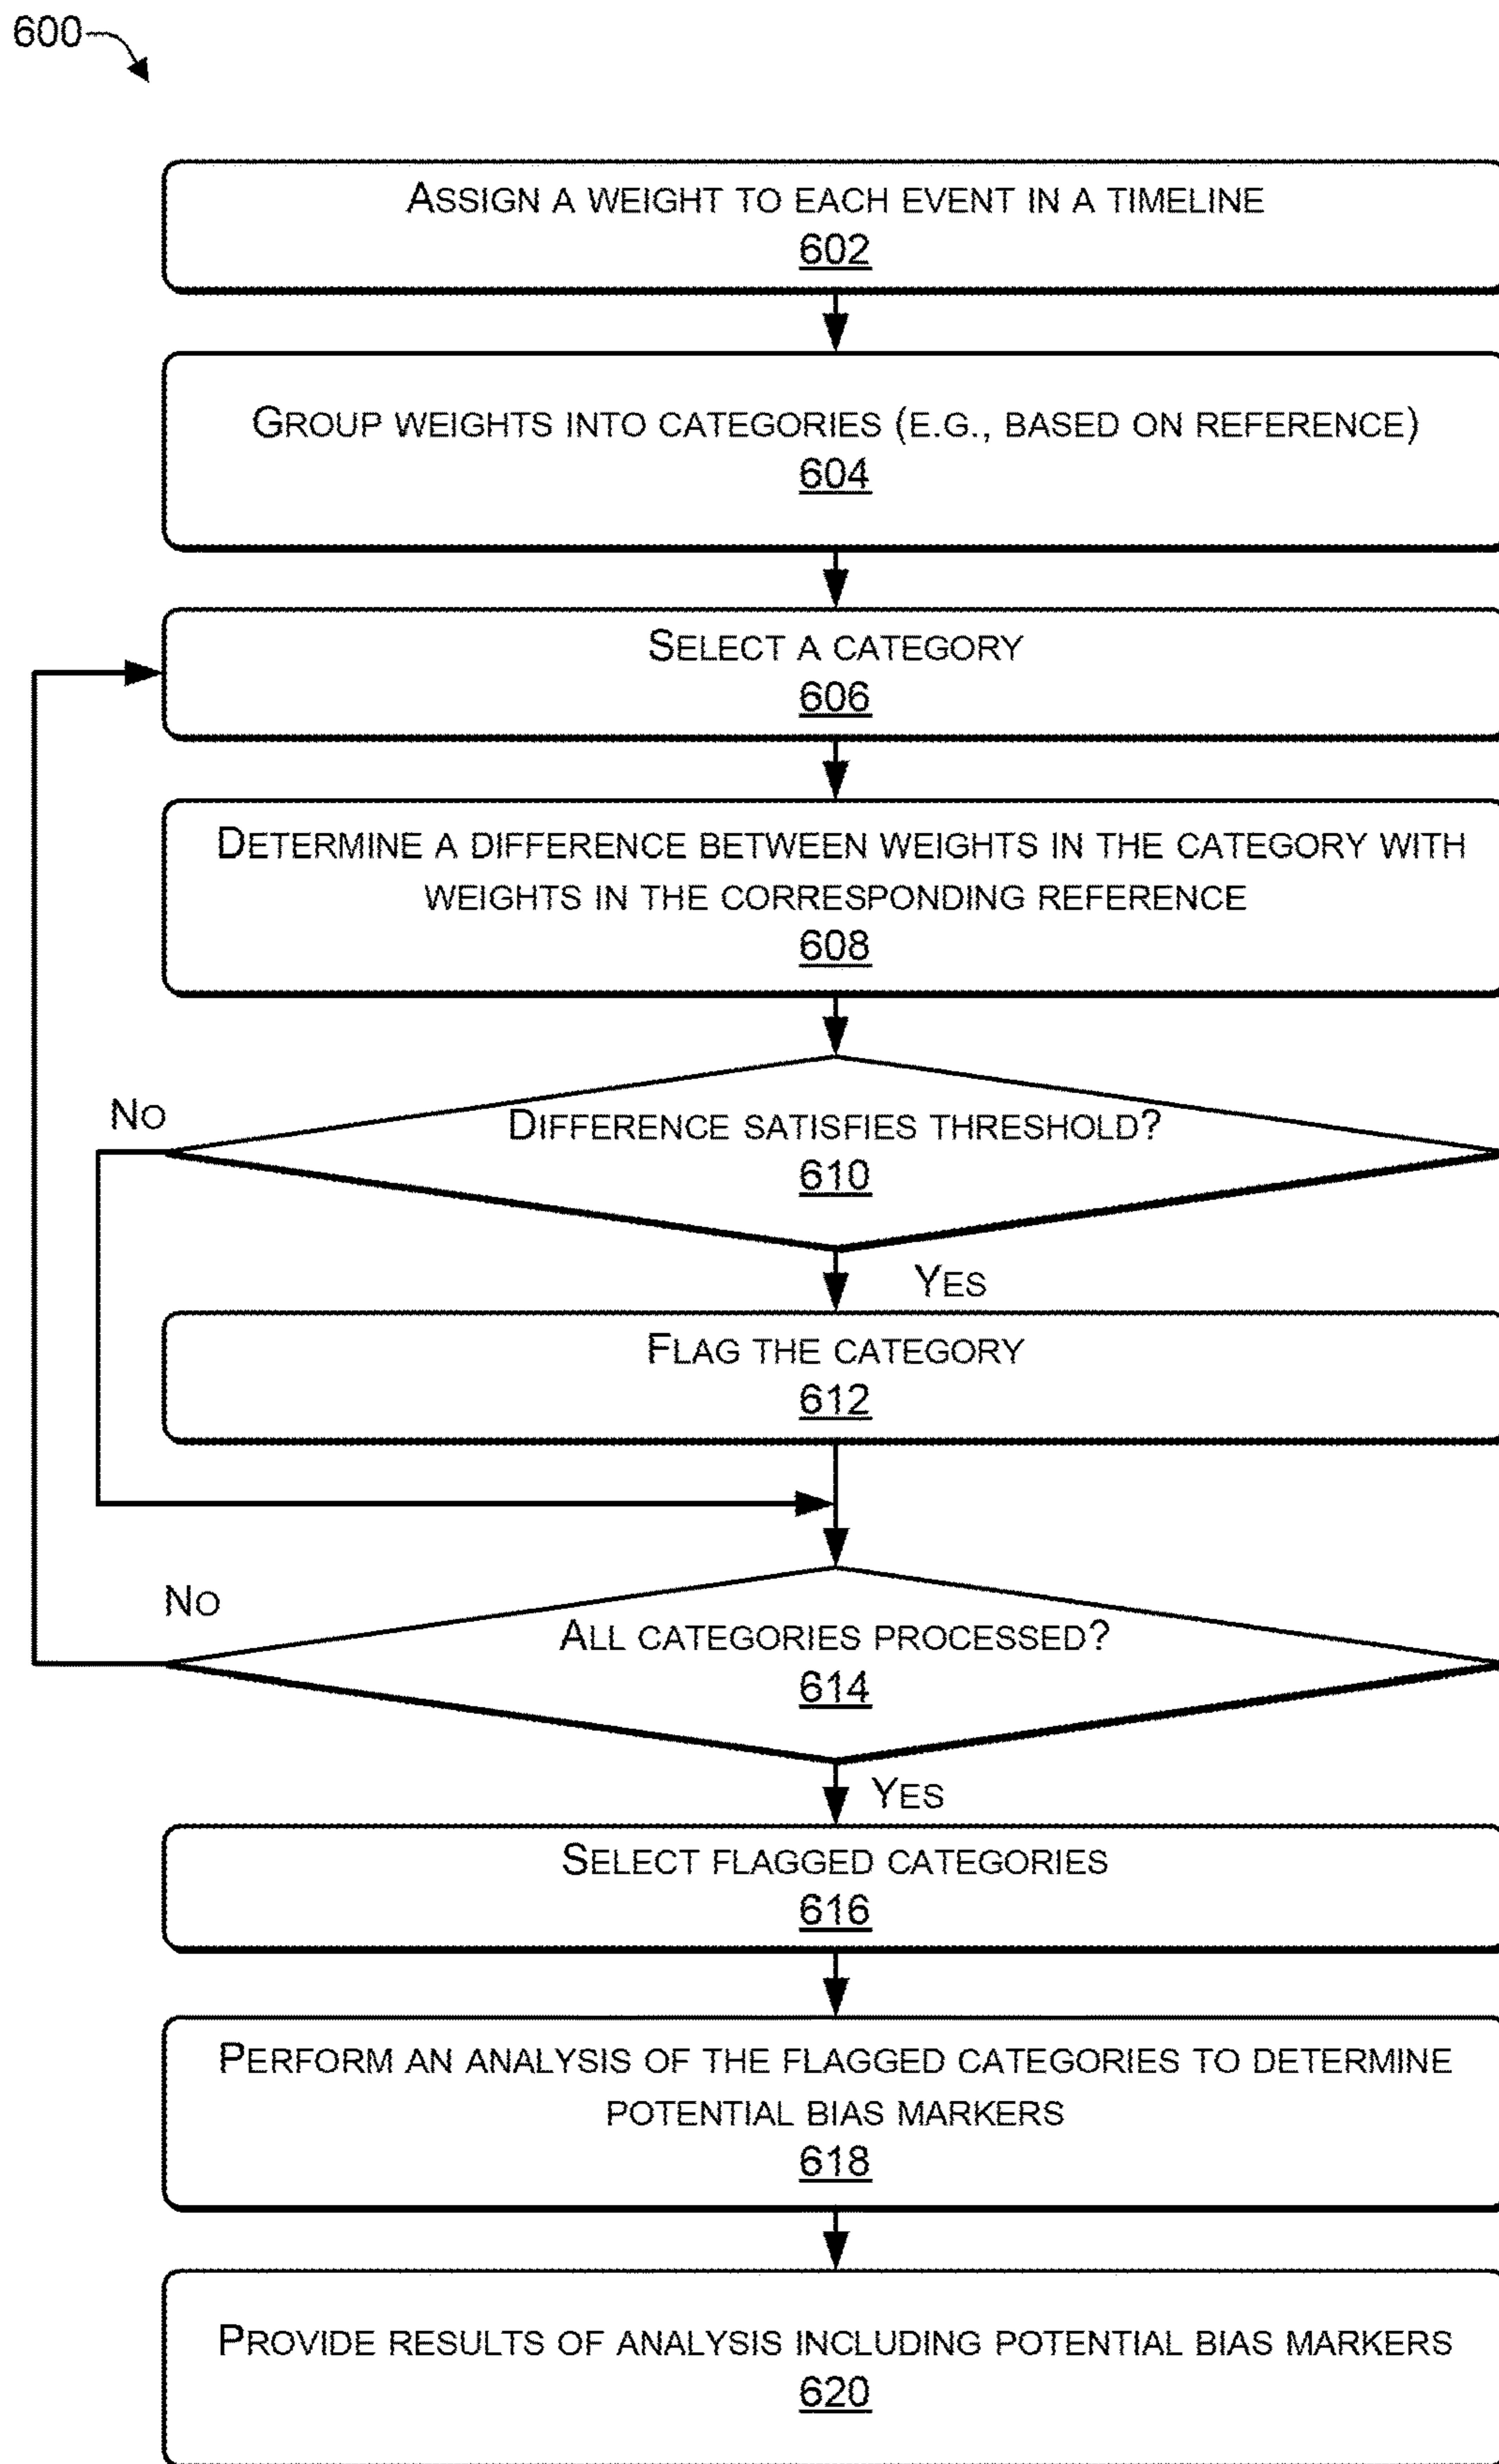 600
ASSIGN A WEIGHT TO EACH EVENT IN A TIMELINE
602
GROUP WEIGHTS INTO CATEGORIES (E.G., BASED ON REFERENCE)
604
SELECT A CATEGORY
606
DETERMINE A DIFFERENCE BETWEEN WEIGHTS IN THE CATEGORY WITH
WEIGHTS IN THE CORRESPONDING REFERENCE
608
NO
DIFFERENCE SATISFIES THRESHOLD?
610
YES
FLAG THE CATEGORY
612
NO
ALL CATEGORIES PROCESSED?
614
YES
SELECT FLAGGED CATEGORIES
616
PERFORM AN ANALYSIS OF THE FLAGGED CATEGORIES TO DETERMINE
POTENTIAL BIAS MARKERS
618
PROVIDE RESULTS OF ANALYSIS INCLUDING POTENTIAL BIAS MARKERS
620